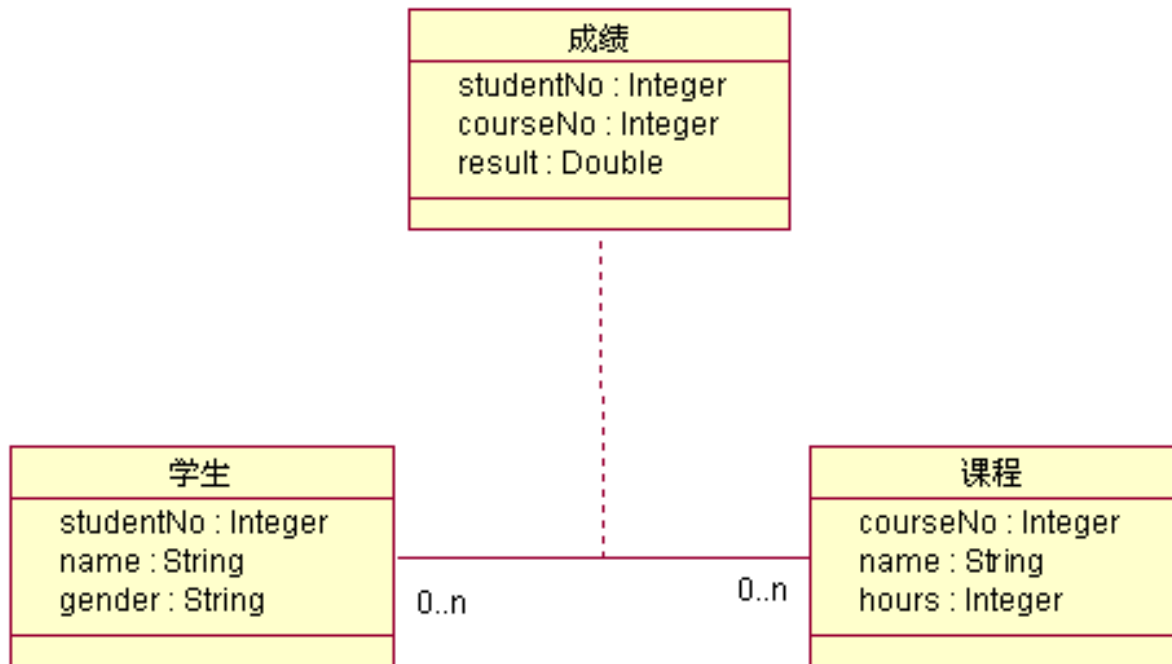 成绩
studentNo : Integer
courseNo : Integer
result : Double
学生
studentNo : Integer
name : String
gender : String
0..n
0..n
课程
courseNo : Integer
name : String
hours : Integer